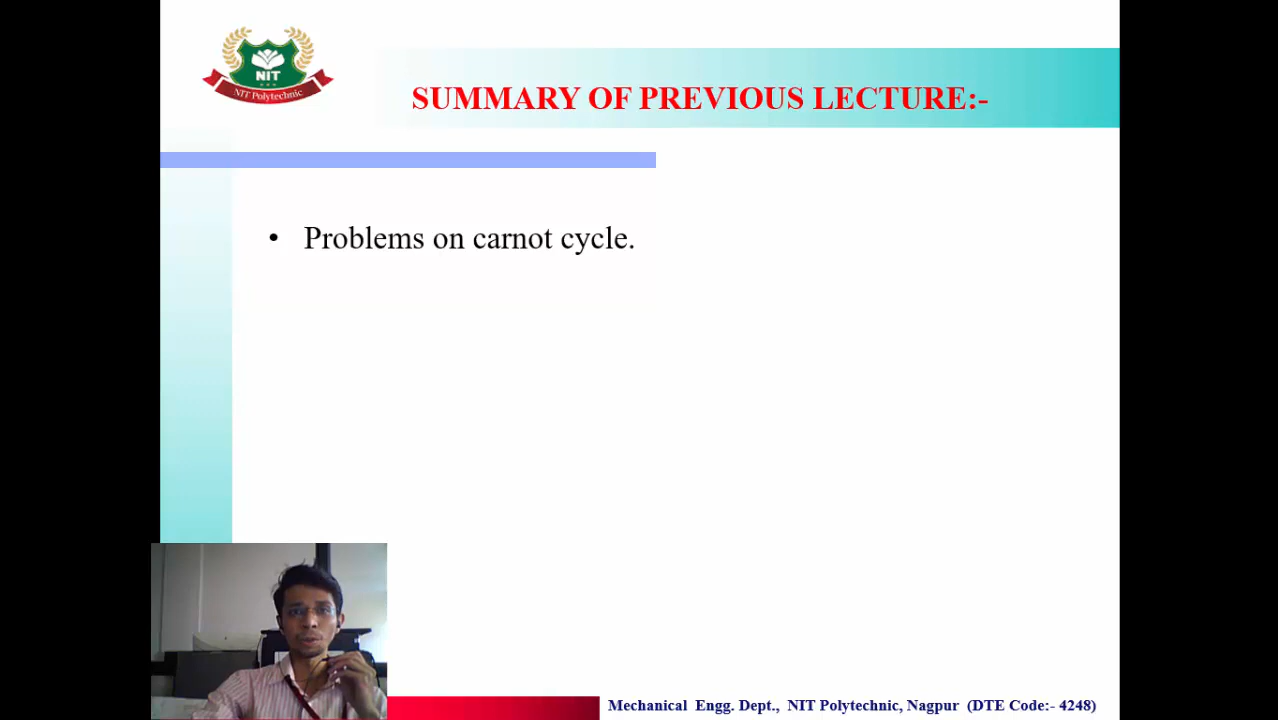 NIT
NIT Polytechnic
SUMMARY OF PREVIOUS LECTURE:-
• Problems on carnot cycle.
Mechanical Engg. Dept., NIT Polytechnic, Nagpur (DTE Code:- 4248)